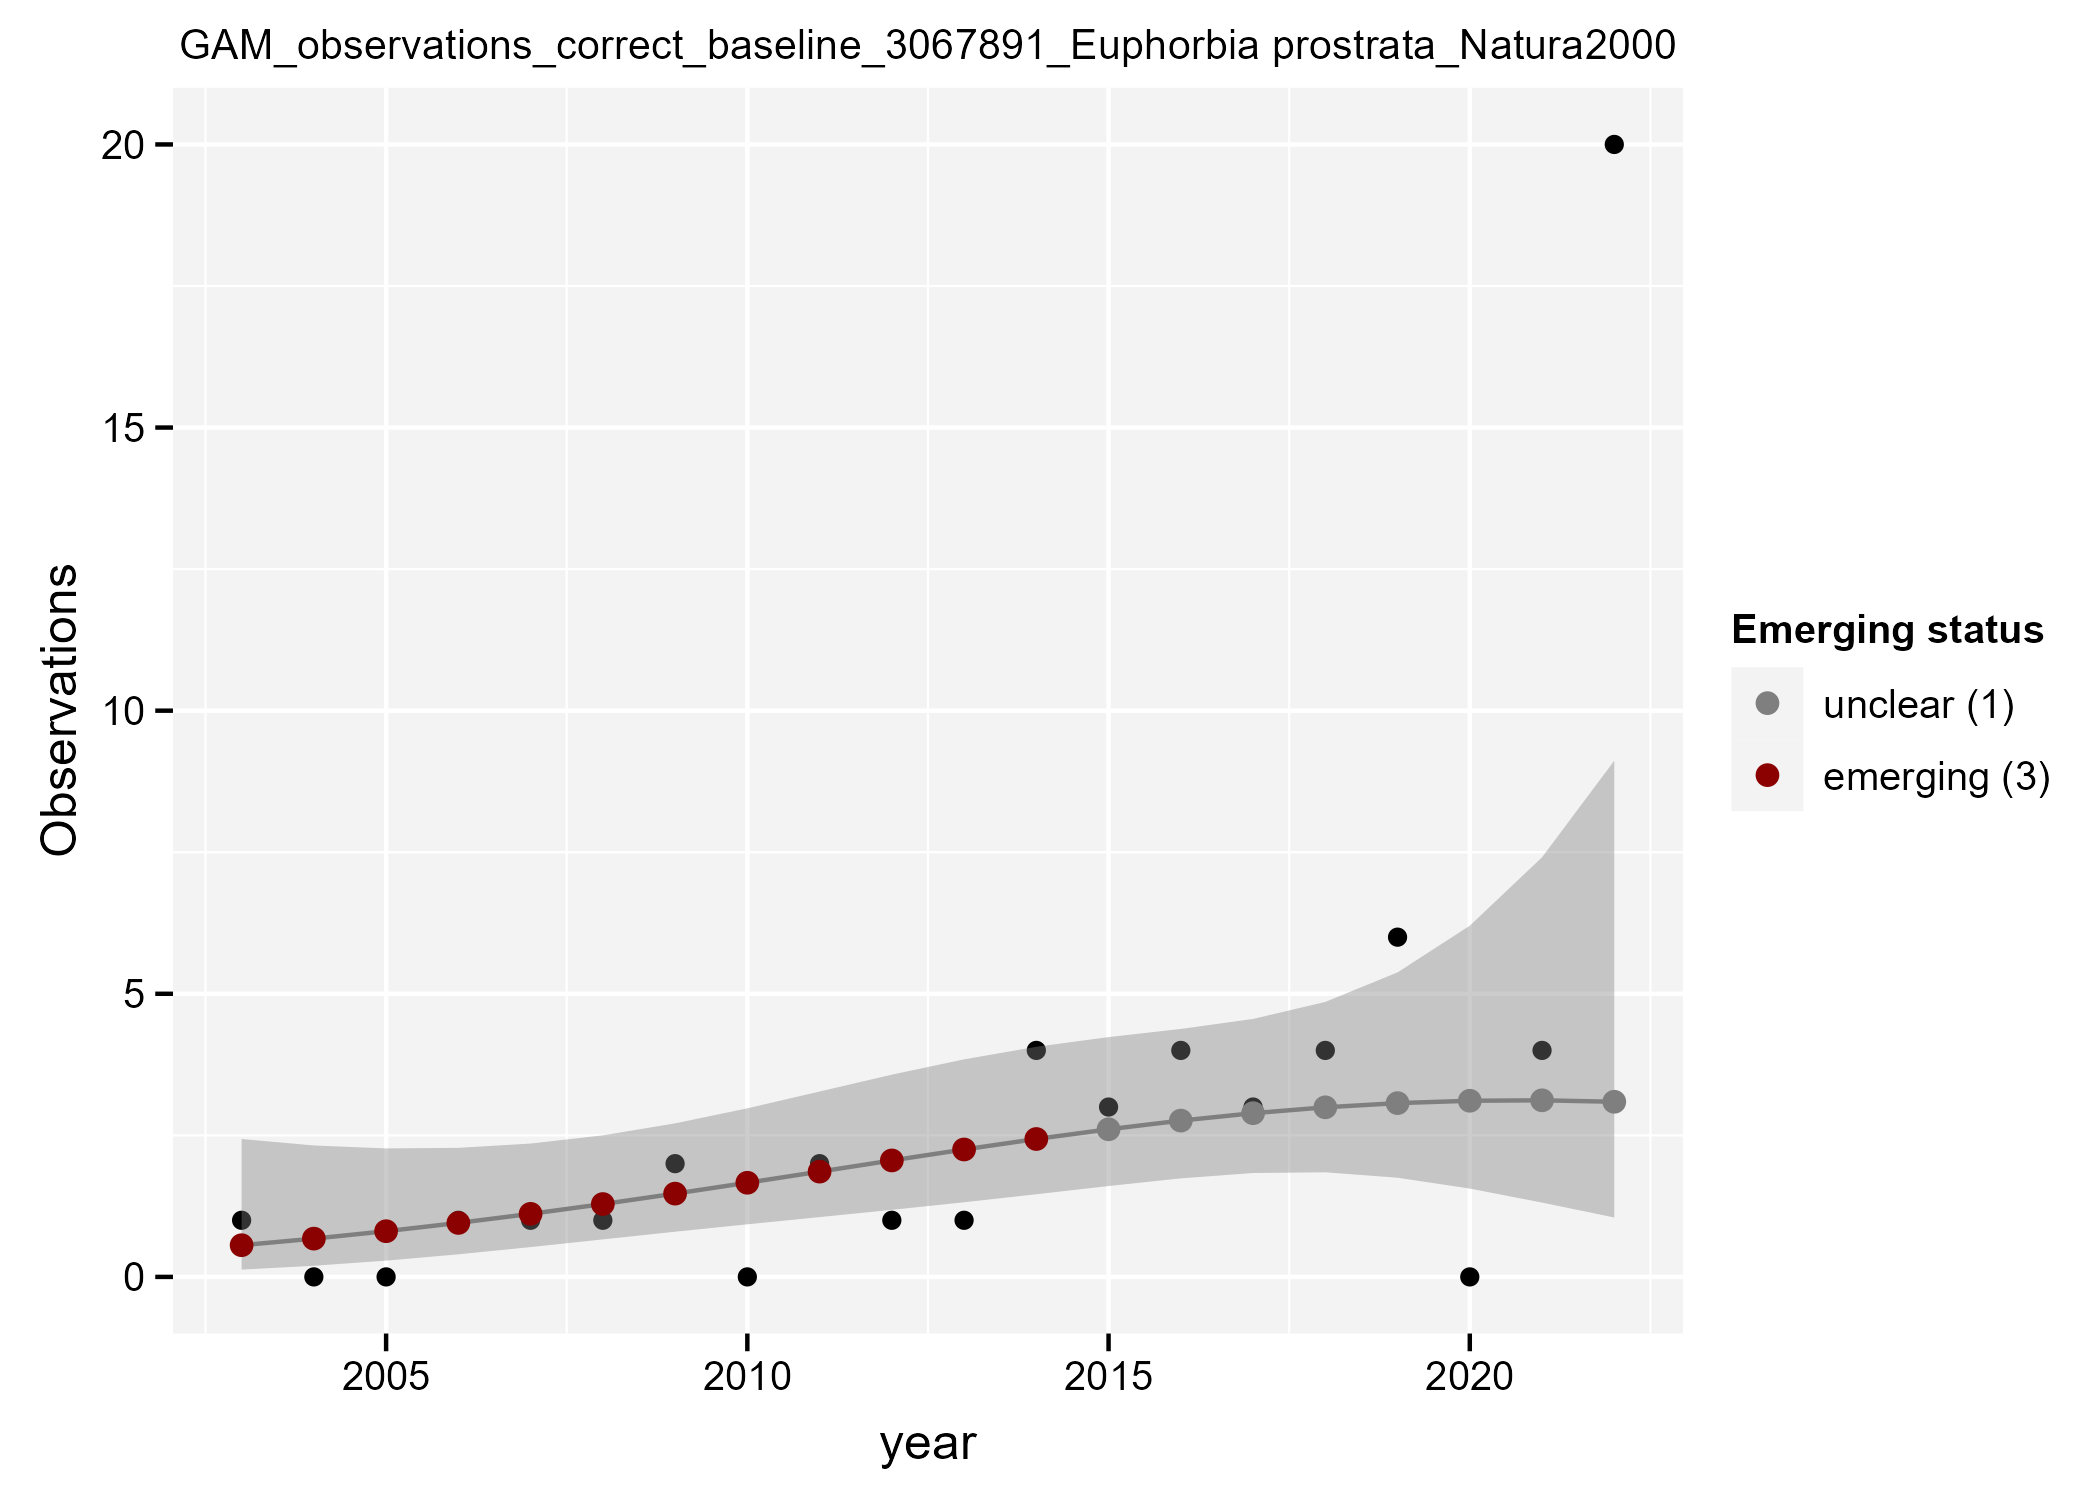 GAM_observations_correct_baseline_3067891_Euphorbia prostrata_Natura2000
20
15
10
5
0
Observations
2005 2010 2015 2020
year
Emerging status
unclear (1)
emerging (3)